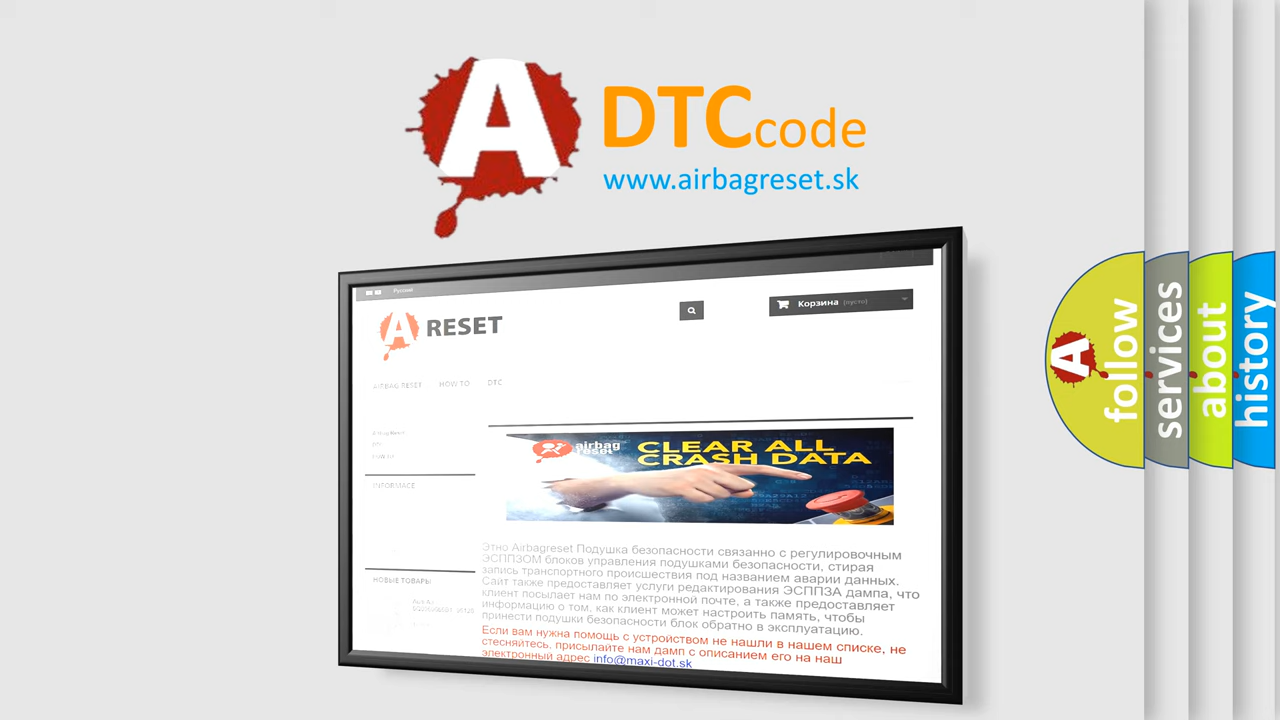 A
DTCcode
www.airbagreset.sk
Русский
A RESET
Корзина (пусто)
AIRBAG RESET HOW TO DTC
INFORMACE
airbag
reset
CLEAR ALL
CRASH DATA
Этно Airbagreset Подушка безопасности связанно с регулировочным
ЭСППЗОМ блоков управления подушками безопасности, стирая
запись транспортного происшествия под названием аварии данных.
Сайт также предоставляет услуги редактирования ЭСППЗА дампа, что
клиент посылает нам по электронной почте, а также предоставляет
информацию о том, как клиент может настроить память, чтобы
принести подушки безопасности блок обратно в эксплуатацию.
Если вам нужна помощь с устройством не нашли в нашем списке, не
стесняйтесь, присылайте нам дамп с описанием его на наш
электронный адрес info@maxi-dot.sk
НОВЫЕ ТОВАРЫ
A
follow
services
about
history